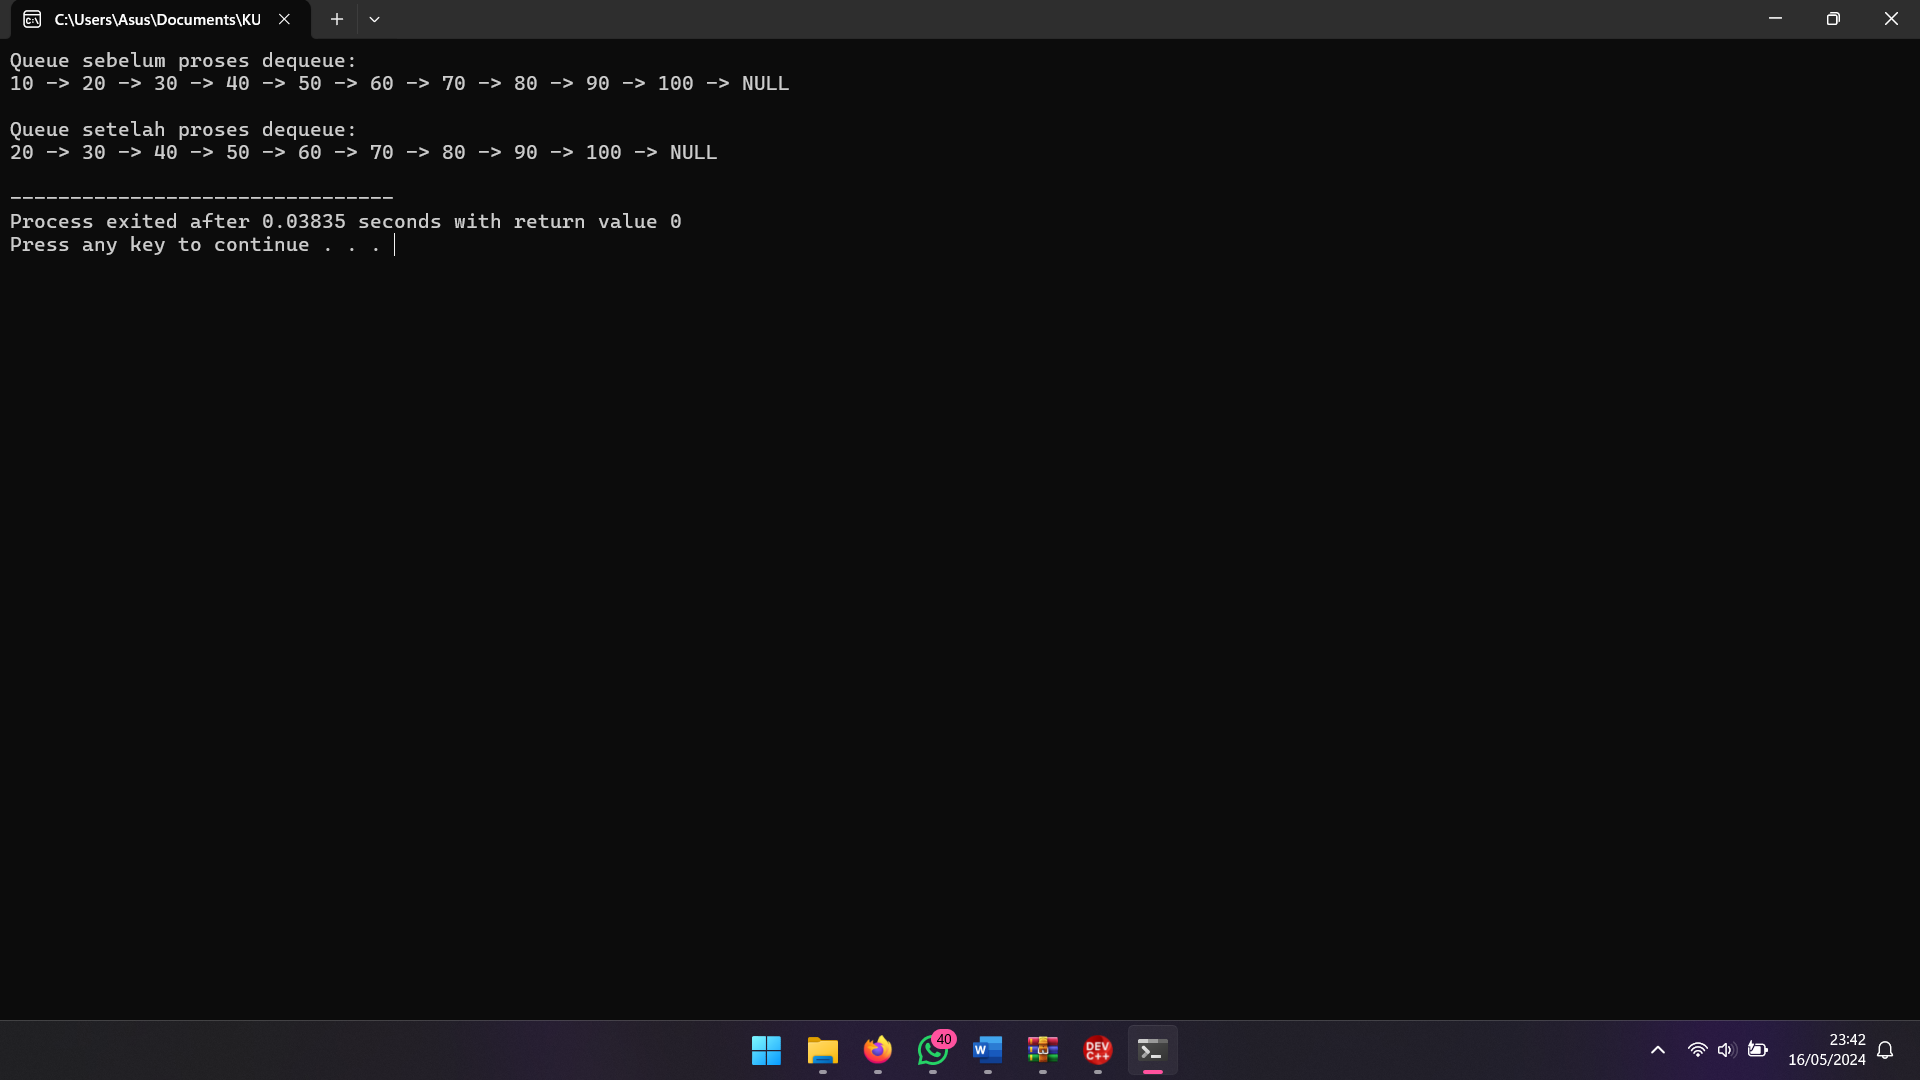 C:\Users\Asus\Documents\KU
Queue sebelum proses dequeue:
10 -> 20 -> 30 -> 40 -> 50 -> 60 -> 70 -> 80 -> 90 -> 100 -> NULL
Queue setelah proses dequeue:
20 -> 30 -> 40 -> 50 -> 60 -> 70 -> 80 -> 90 -> 100 -> NULL
--------------------------------
Process exited after 0.03835 seconds with return value 0
Press any key to continue . . .
40
W
DEV
C++
23:42
16/05/2024